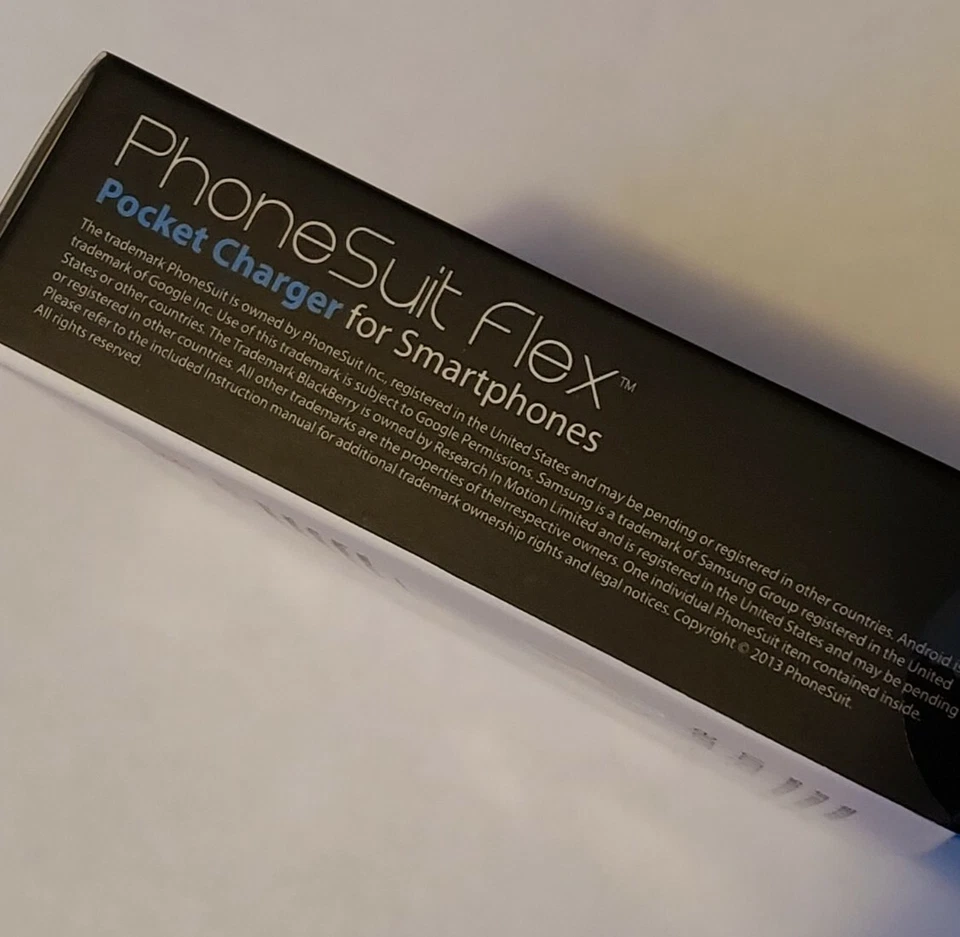 PhoneSuit Flex™
Pocket Charger for Smartphones
The trademark PhoneSuit is owned by PhoneSuit Inc., registered in the United States and may be pending or registered in other countries. Android is
trademark of Google Inc. Use of this trademark is subject to Google Permissions. Samsung is a trademark of Samsung Group registered in the United
States or other countries. The Trademark BlackBerry is owned by Research In Motion Limited and is registered in the United States and may be pending
or registered in other countries. All other trademarks are the properties of theirrespective owners. One individual PhoneSuit item contained inside.
Please refer to the included Instruction manual for additional trademark ownership rights and legal notices. Copyright © 2013 PhoneSuit.
All rights reserved.